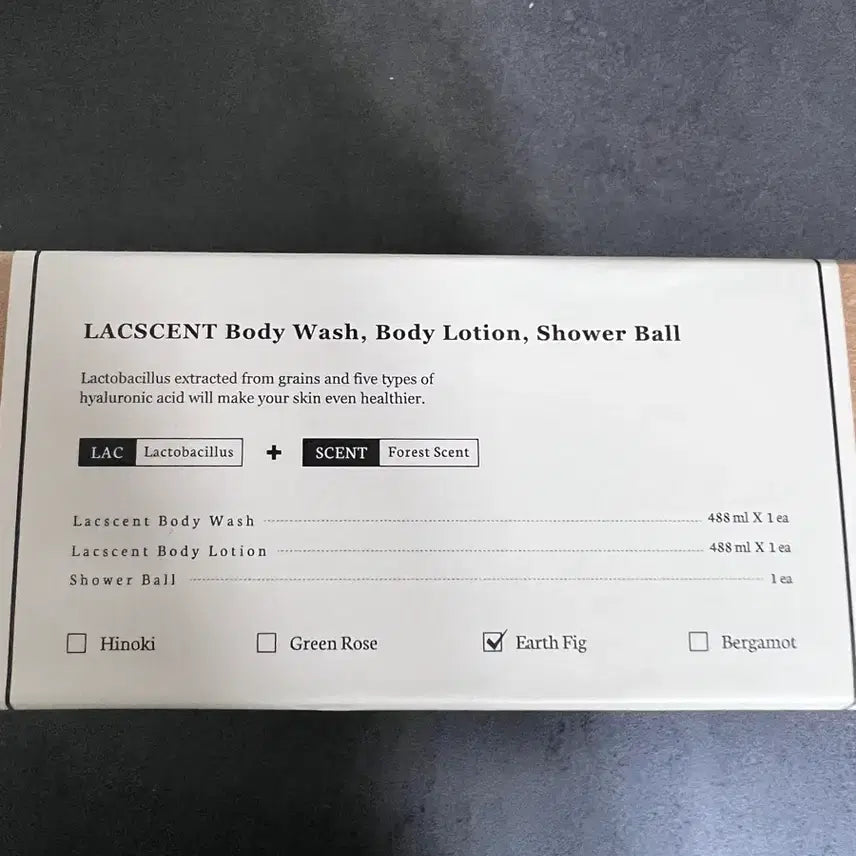 LACSCENT Body Wash, Body Lotion, Shower Ball
Lactobacillus extracted from grains and five types of
hyaluronic acid will make your skin even healthier.
LAC Lactobacillus + SCENT Forest Scent
Lacscent Body Wash 488 ml X 1 ea
Lacscent Body Lotion 488 ml X 1 ea
Shower Ball 1 ea
Hinoki Green Rose Earth Fig Bergamot